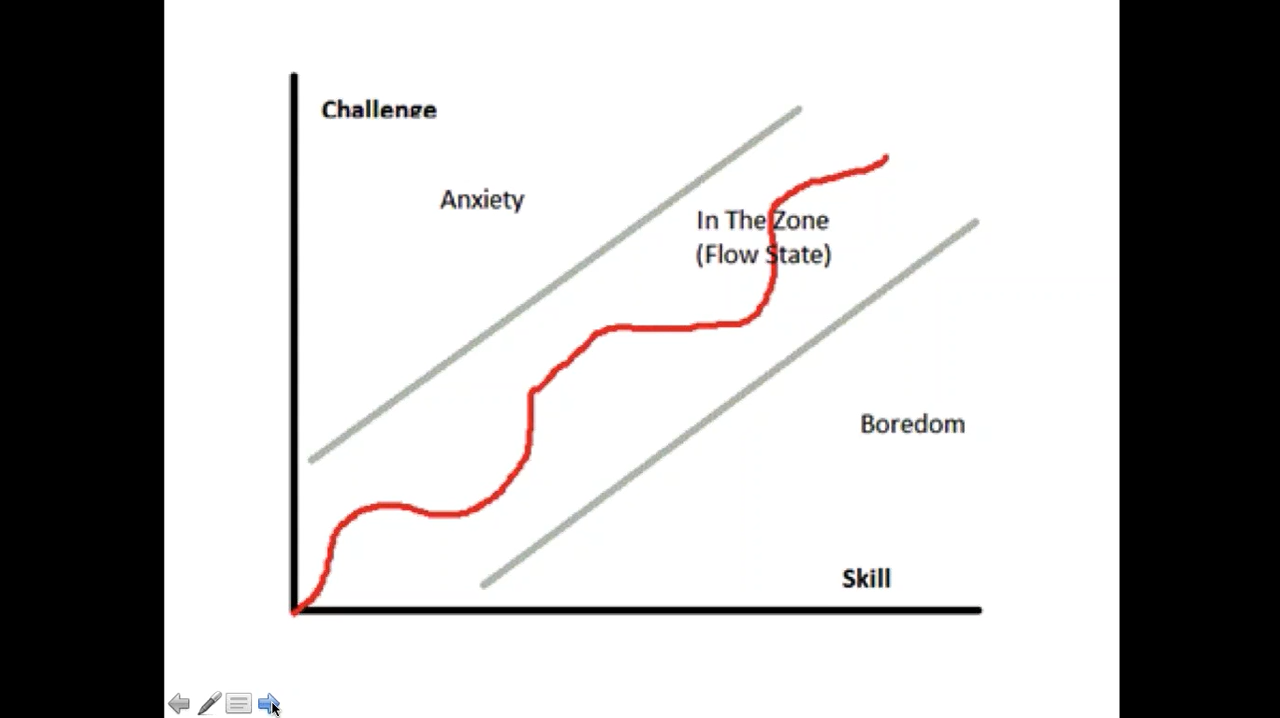 Challenge
Anxiety
In The Zone
(Flow State)
Boredom
Skill